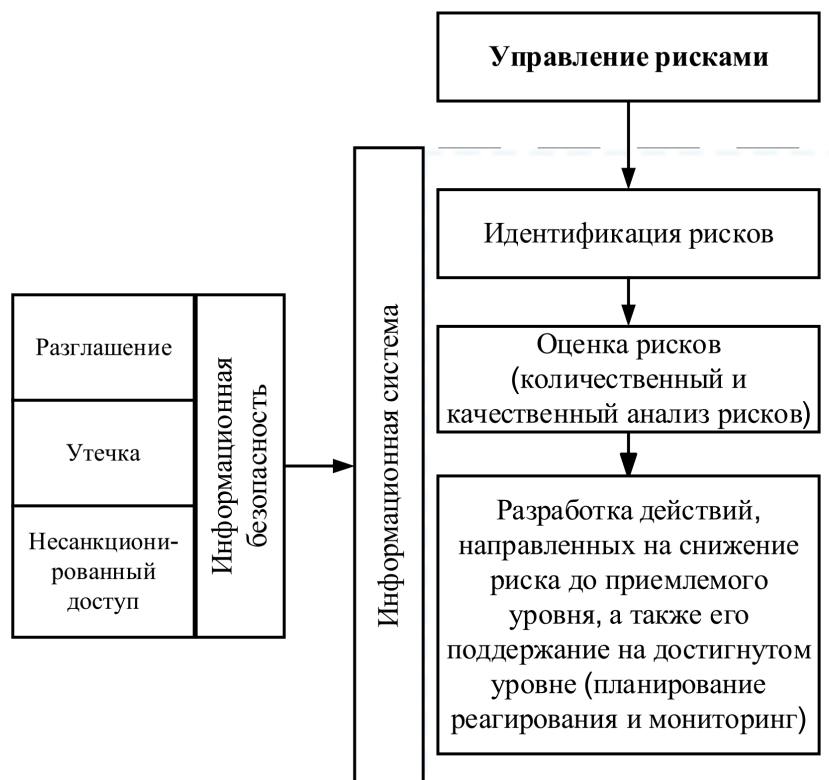 Управление рисками
Идентификация рисков
Оценка рисков
(количественный и
качественный анализ рисков)
Разработка действий,
направленных на снижение
риска до приемлемого
уровня, а также его
поддержание на достигнутом
уровне (планирование
реагирования и мониторинг)
Информационная система
Информационная
безопасность
Разглашение
Утечка
Несанкциони-
рованный
доступ